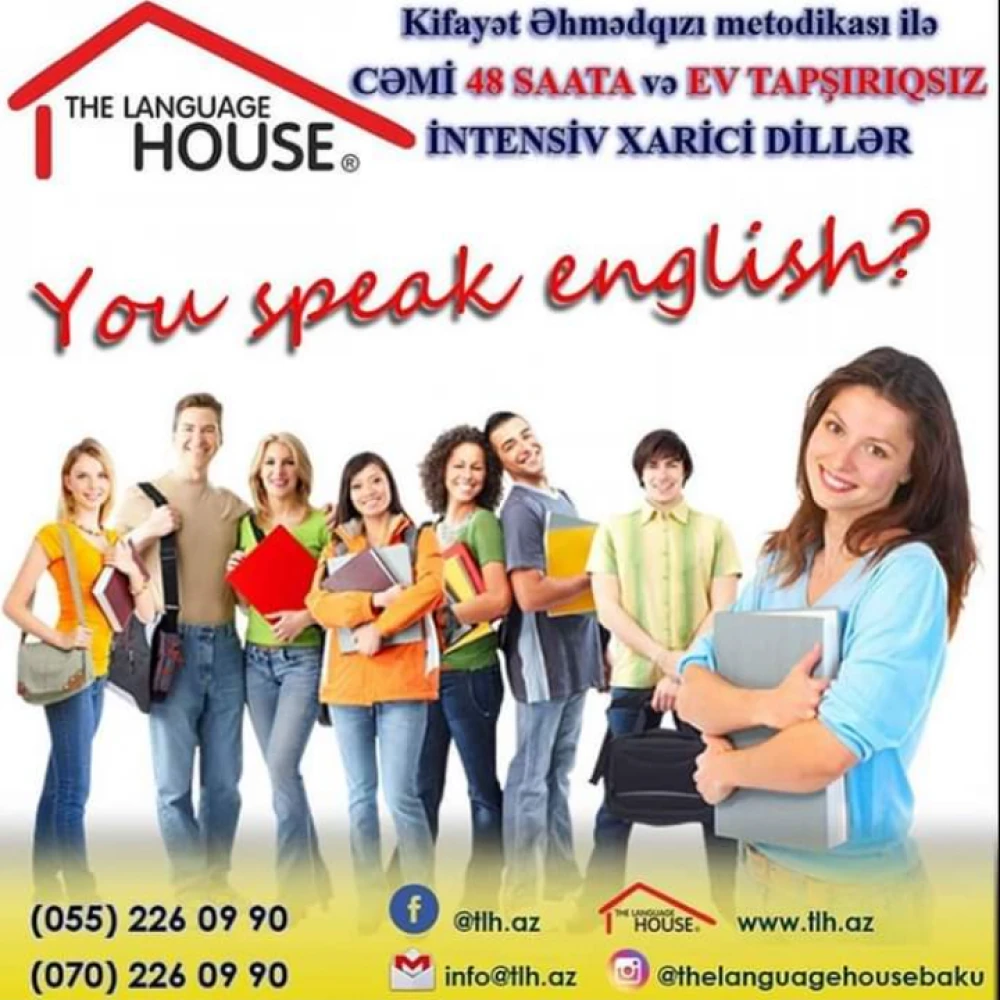 THE LANGUAGE
HOUSE®
Kifayət Əhmədqızı metodikası ilə
CƏMİ 48 SAATA və EV TAPŞIRIQSIZ
İNTENSİV XARİCİ DİLLƏR
You speak english?
(055) 226 09 90
(070) 226 09 90
@tlh.az
info@tlh.az
THE LANGUAGE
HOUSE®
www.tlh.az
@thelanguagehousebaku